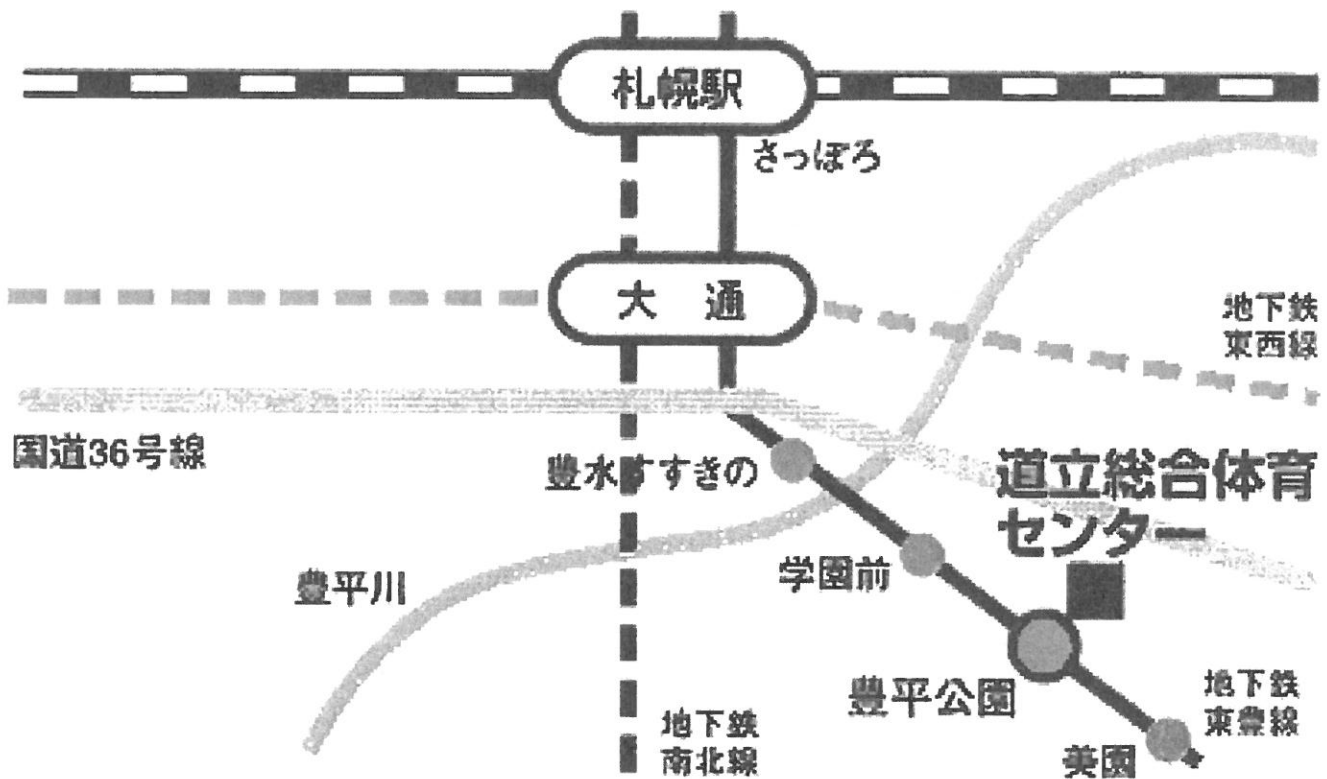 札幌駅
さっぽろ
大通
地下鉄
東西線
国道36号線
豊水すすきの
道立総合体育
センター
学園前
豊平川
豊平公園
地下鉄
東豊線
地下鉄
南北線
美園